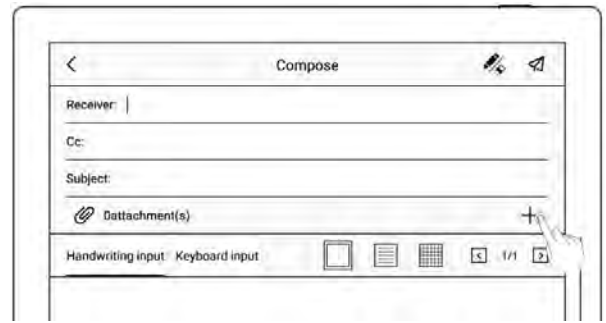 Compose
Receiver:
Cc:
Subject:
0attachment(s)
Handwriting input Keyboard input 1/1